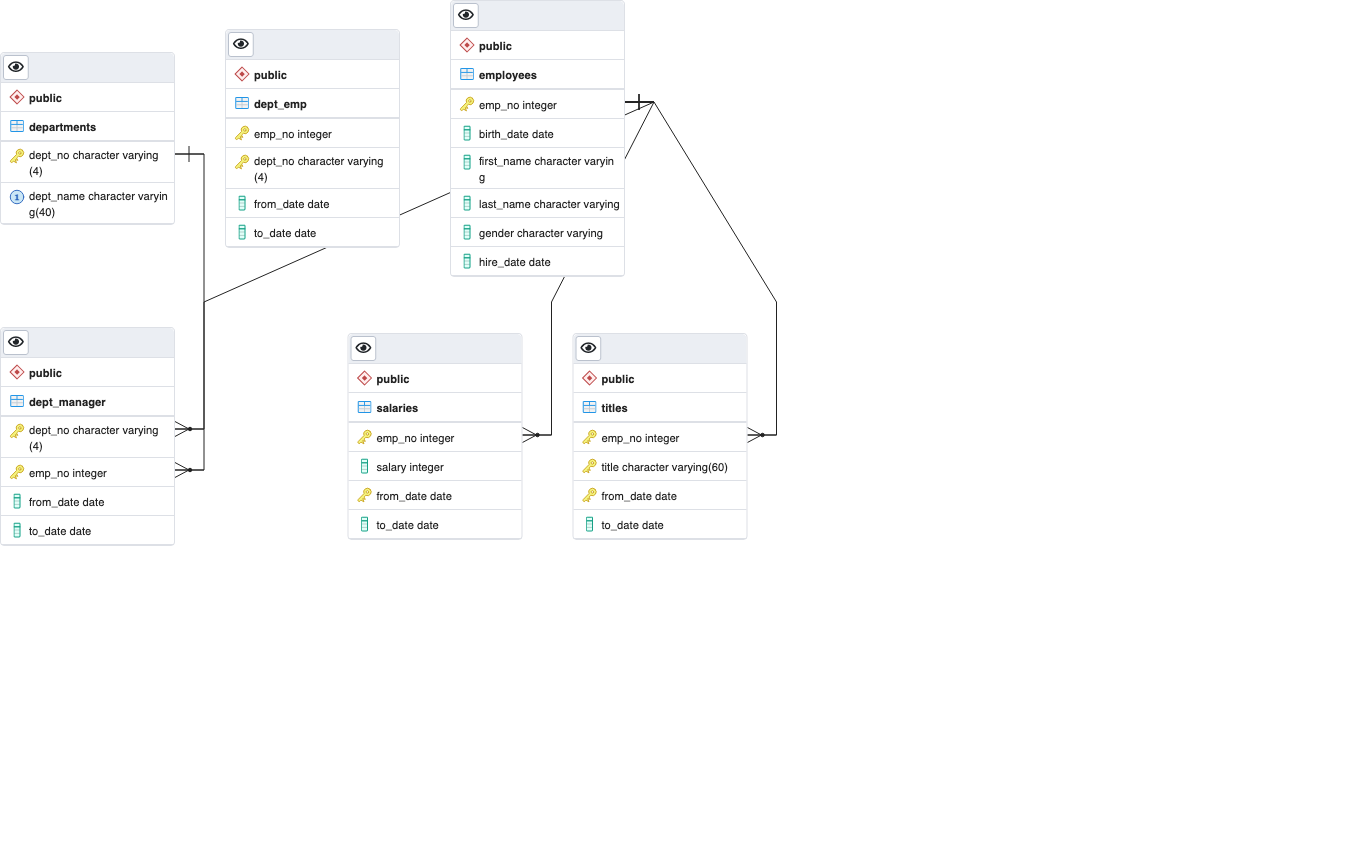 public
departments
dept_no character varying
(4)
dept_name character varyin
g(40)
public
dept_emp
emp_no integer
dept_no character varying
(4)
from_date date
to_date date
public
employees
emp_no integer
birth_date date
first_name character varyin
g
last_name character varying
gender character varying
hire_date date
public
dept_manager
dept_no character varying
(4)
emp_no integer
from_date date
to_date date
public
salaries
emp_no integer
salary integer
from_date date
to_date date
public
titles
emp_no integer
title character varying(60)
from_date date
to_date date